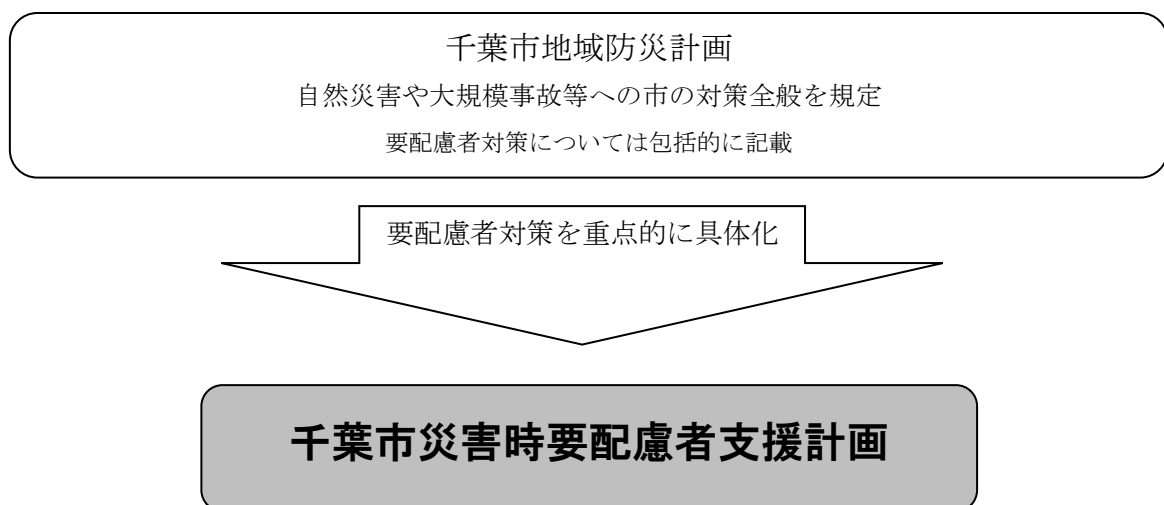 千葉市地域防災計画
自然災害や大規模事故等への市の対策全般を規定
要配慮者対策については包括的に記載
要配慮者対策を重点的に具体化
千葉市災害時要配慮者支援計画